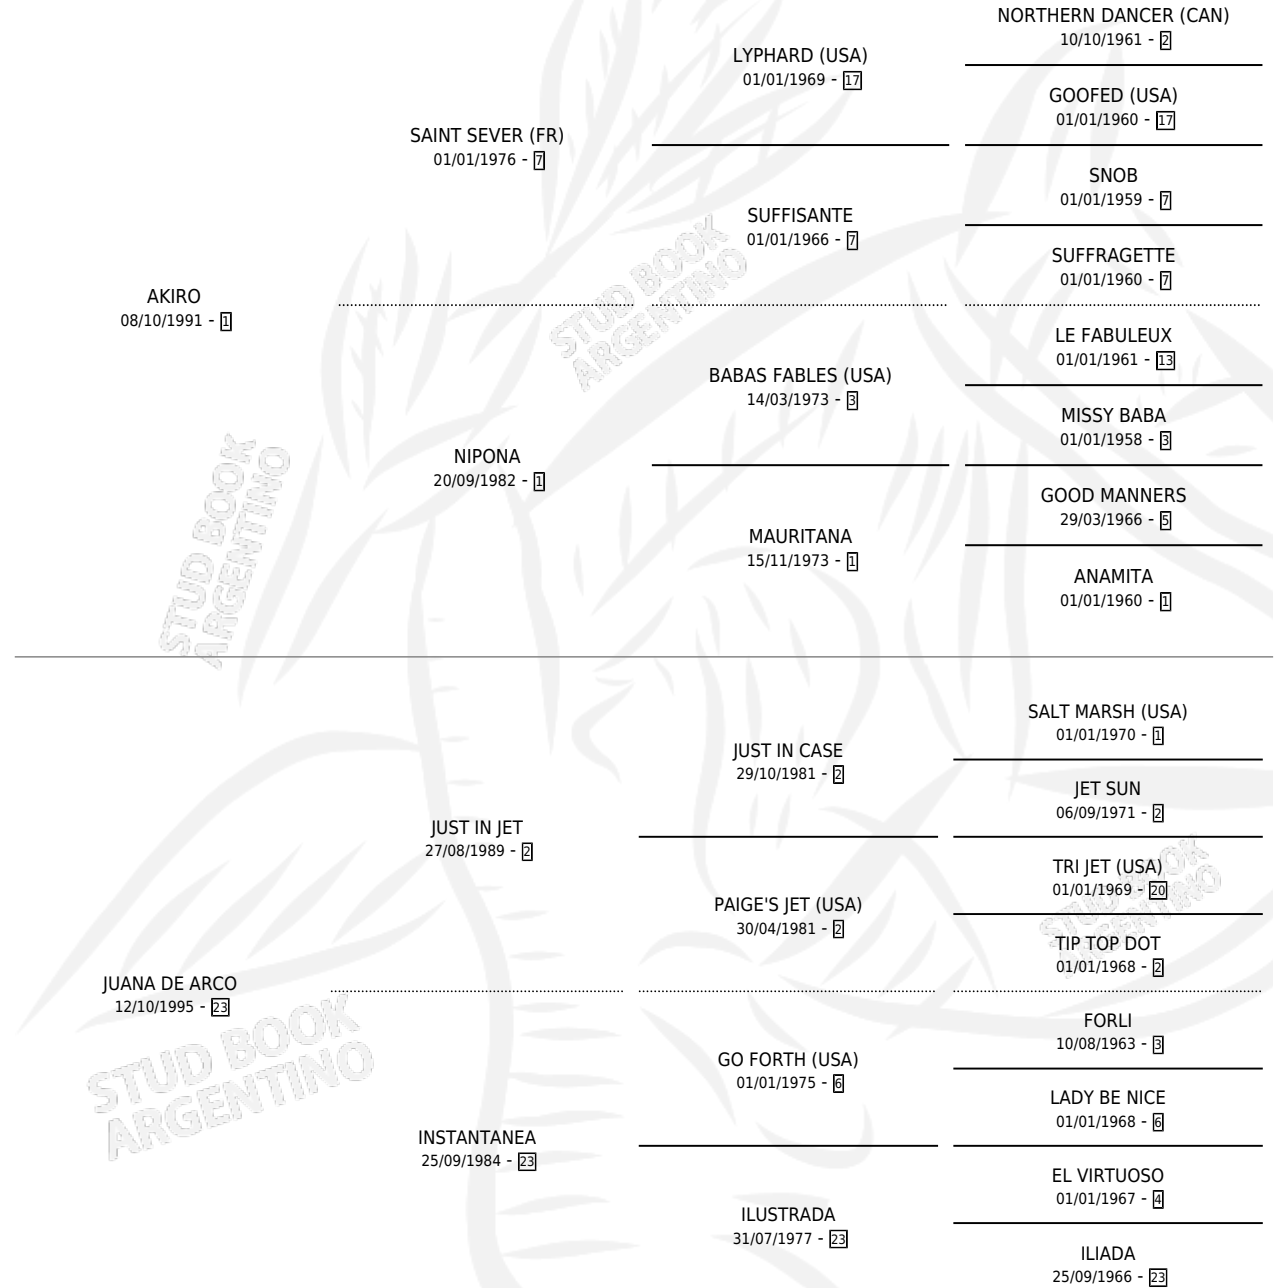 NORTHERN DANCER (CAN)
10/10/1961 - 2
LYPHARD (USA)
01/01/1969 - 17
GOOFED (USA)
01/01/1960 - 17
SAINT SEVER (FR)
01/01/1976 - 7
SNOB
01/01/1959 - 7
SUFFISANTE
01/01/1966 - 7
SUFFRAGETTE
01/01/1960 - 7
AKIRO
08/10/1991 - 1
LE FABULEUX
01/01/1961 - 13
BABAS FABLES (USA)
14/03/1973 - 3
MISSY BABA
01/01/1958 - 3
NIPONA
20/09/1982 - 1
GOOD MANNERS
29/03/1966 - 5
MAURITANA
15/11/1973 - 1
ANAMITA
01/01/1960 - 1
STUD BOOK
ARGENTINO
STUD BOOK
ARGENTINO
SALT MARSH (USA)
01/01/1970 - 1
JUST IN CASE
29/10/1981 - 2
JET SUN
06/09/1971 - 2
JUST IN JET
27/08/1989 - 2
TRI JET (USA)
01/01/1969 - 20
PAIGE'S JET (USA)
30/04/1981 - 2
TIP TOP DOT
01/01/1968 - 2
JUANA DE ARCO
12/10/1995 - 23
FORLI
10/08/1963 - 3
GO FORTH (USA)
01/01/1975 - 6
LADY BE NICE
01/01/1968 - 6
INSTANTANEA
25/09/1984 - 23
EL VIRTUOSO
01/01/1967 - 4
ILUSTRADA
31/07/1977 - 23
ILIADA
25/09/1966 - 23
STUD BOOK
ARGENTINO
STUD BOOK
ARGENTINO